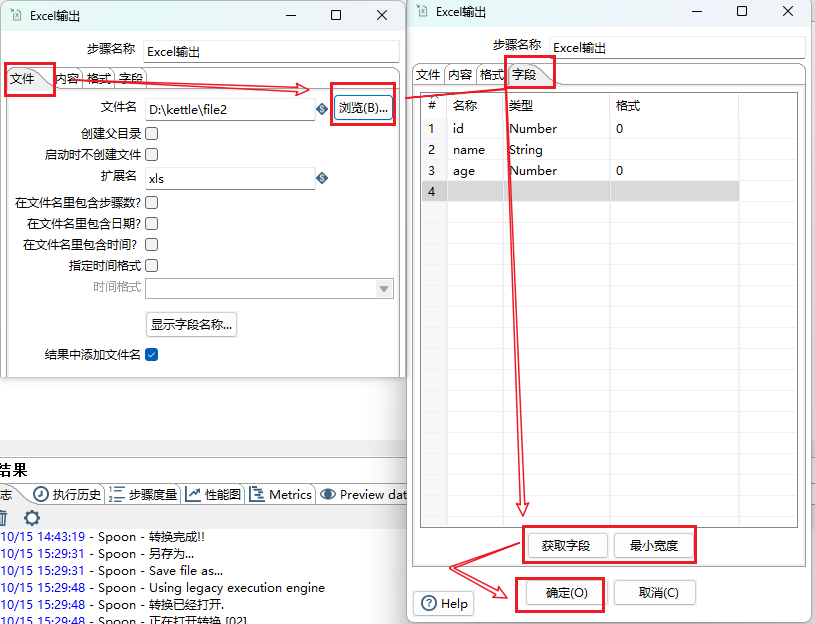 Excel输出
步骤名称 Excel输出
文件 内容 格式 字段
文件名 D:\kettle\file2 浏览(B)...
创建父目录
启动时不创建文件
扩展名 xls
在文件名里包含步骤数?
在文件名里包含日期?
在文件名里包含时间?
指定时间格式
时间格式
显示字段名称...
结果中添加文件名
Excel输出
步骤名称 Excel输出
文件 内容 格式 字段
# 名称 类型 格式
1 id Number 0
2 name String
3 age Number 0
4
获取字段 最小宽度
Help 确定(O) 取消(C)
结果
志 执行历史 步骤度量 性能图 Metrics Preview dat
10/15 14:43:19 - Spoon - 转换完成!!
10/15 15:29:31 - Spoon - 另存为...
10/15 15:29:31 - Spoon - Save file as...
10/15 15:29:48 - Spoon - Using legacy execution engine
10/15 15:29:48 - Spoon - 转换已经打开.
10/15 15:29:48 - Spoon - 正在打开转换 [02]